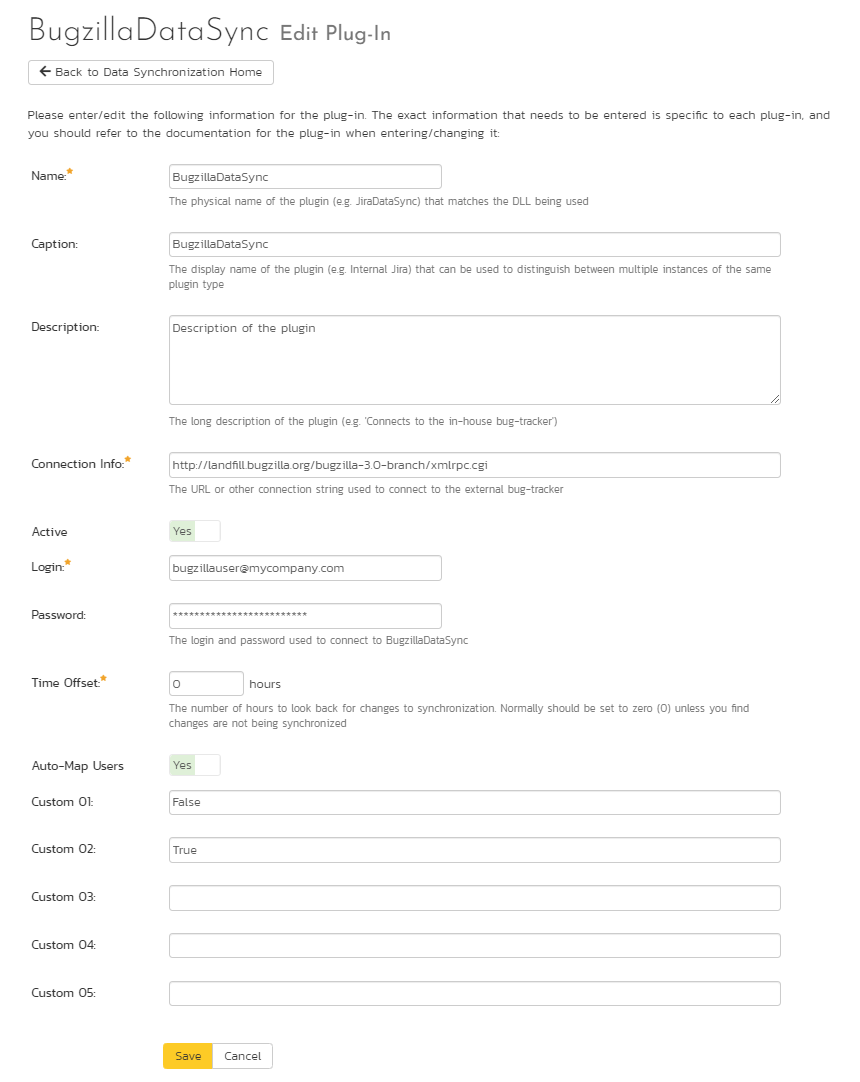 BugzillaDataSync Edit Plug-In
Back to Data Synchronization Home
Please enter/edit the following information for the plug-in. The exact information that needs to be entered is specific to each plug-in, and
you should refer to the documentation for the plug-in when entering/changing it:
Name:* BugzillaDataSync
The physical name of the plugin (e.g. JiraDataSync) that matches the DLL being used
Caption: BugzillaDataSync
The display name of the plugin (e.g. Internal Jira) that can be used to distinguish between multiple instances of the same
plugin type
Description: Description of the plugin
The long description of the plugin (e.g. 'Connects to the in-house bug-tracker')
Connection Info:* http://landfill.bugzilla.org/bugzilla-3.0-branch/xmlrpc.cgi
The URL or other connection string used to connect to the external bug-tracker
Active Yes
Login:* bugzillauser@mycompany.com
Password: *************************
The login and password used to connect to BugzillaDataSync
Time Offset:* 0 hours
The number of hours to look back for changes to synchronization. Normally should be set to zero (0) unless you find
changes are not being synchronized
Auto-Map Users Yes
Custom 01: False
Custom 02: True
Custom 03:
Custom 04:
Custom 05:
Save Cancel